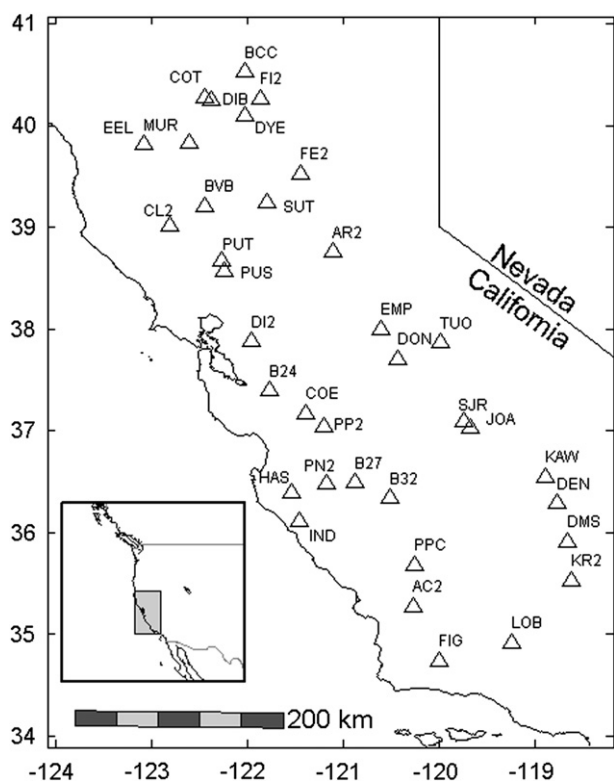 41
40
39
38
37
36
35
34
BCC
COT
FI2
DIB
DYE
EEL
MUR
FE2
BVB
SUT
CL2
AR2
PUT
PUS
Nevada
California
EMP
TUO
DI2
DON
B24
COE
SJR
JOA
PP2
KAW
PN2
B27
HAS
B32
DEN
IND
DMS
PPC
KR2
AC2
LOB
FIG
200 km
-124
-123
-122
-121
-120
-119